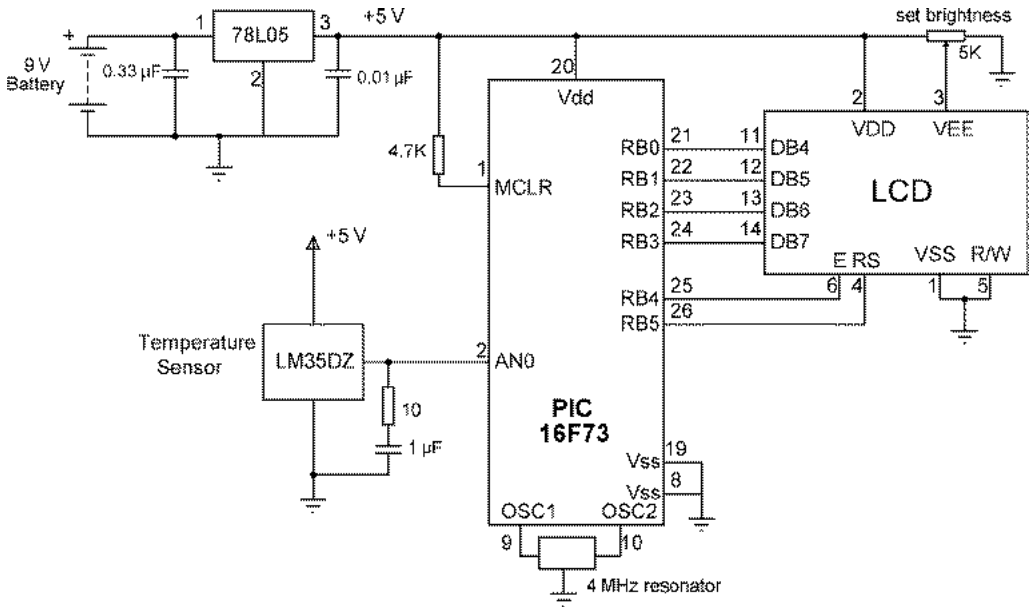 set brightness
+5 V
1
78L05
3
5K
+
9 V
Battery
0.33 µF
2
0.01 µF
20
Vdd
2
3
VDD
VEE
4.7K
1
MCLR
RB0
21
11
DB4
RB1
22
12
DB5
RB2
23
13
DB6
RB3
24
14
DB7
LCD
E RS
VSS
R/W
6
4
1
5
RB4
25
RB5
26
+5 V
Temperature
Sensor
LM35DZ
2
AN0
10
1 µF
PIC
16F73
Vss
19
Vss
8
OSC1
OSC2
9
10
4 MHz resonator